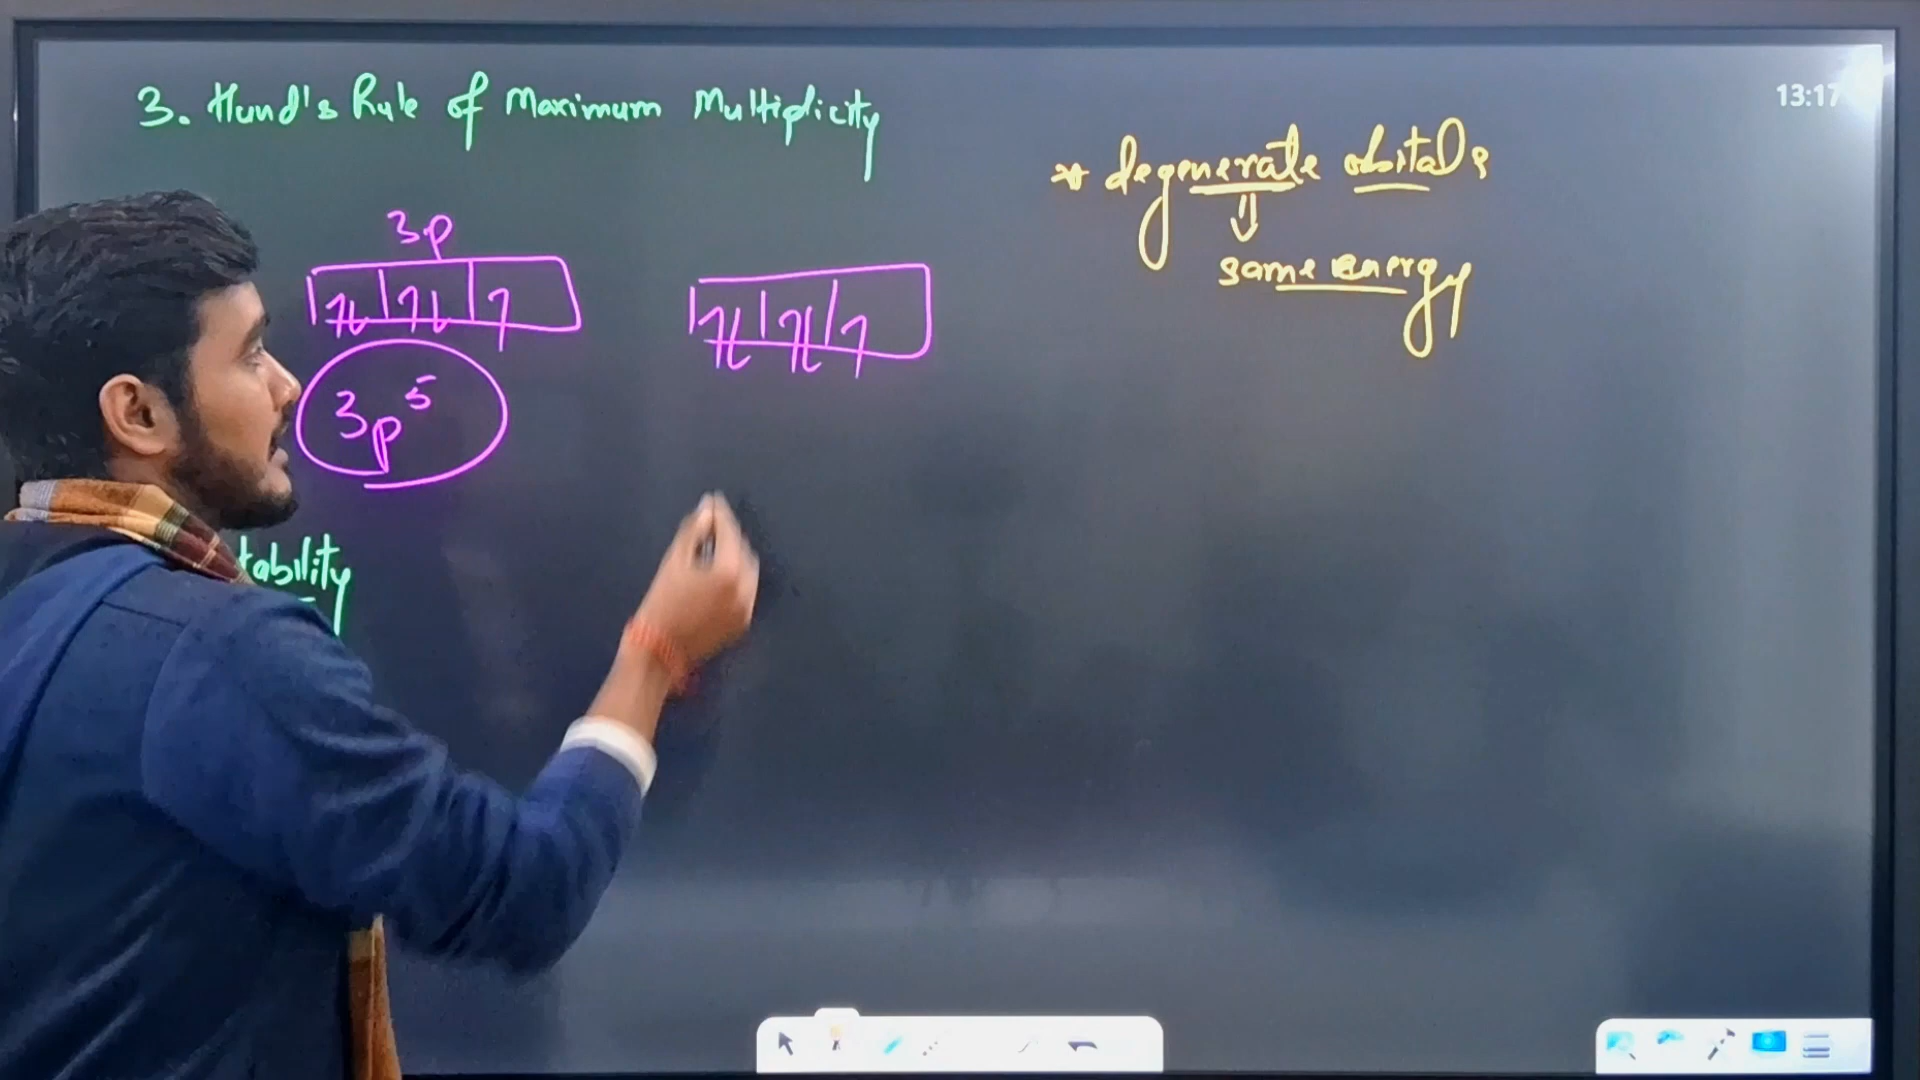 3. Hund's Rule of Maximum Multiplicity
13:17
* degenerate orbitals
⇓
same energy
3p
3p⁵
tability